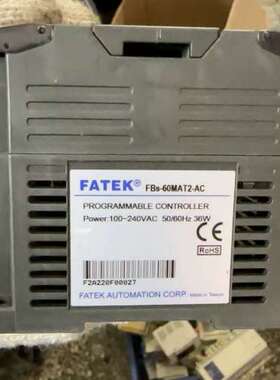 FATEK® FBs-60MAT2-AC
PROGRAMMABLE CONTROLLER
Power:100~240VAC 50/60Hz 36W
CE
RoHS
F2A220F00027
FATEK AUTOMATION CORP. Made in Taiwan